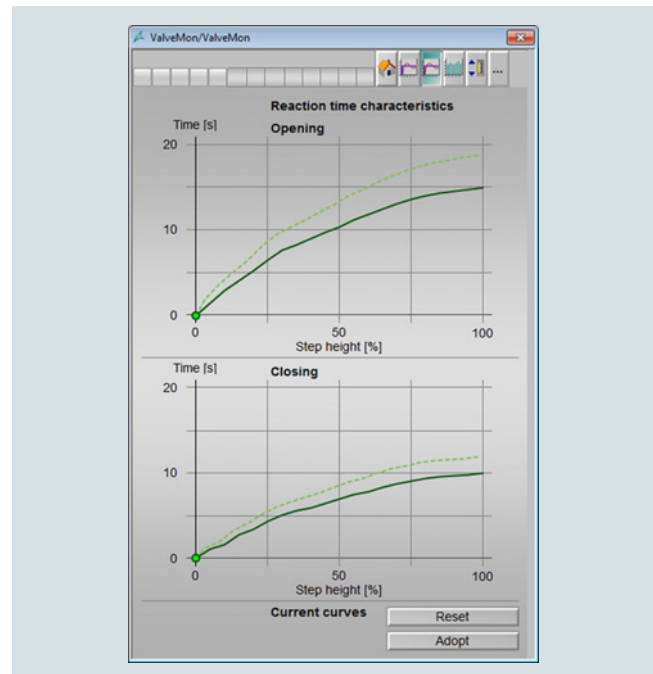 ValveMon/ValveMon
...
Reaction time characteristics
Time [s]
Opening
20
10
0
0 50 100
Step height [%]
Time [s]
Closing
20
10
0
0 50 100
Step height [%]
Current curves
Reset
Adopt